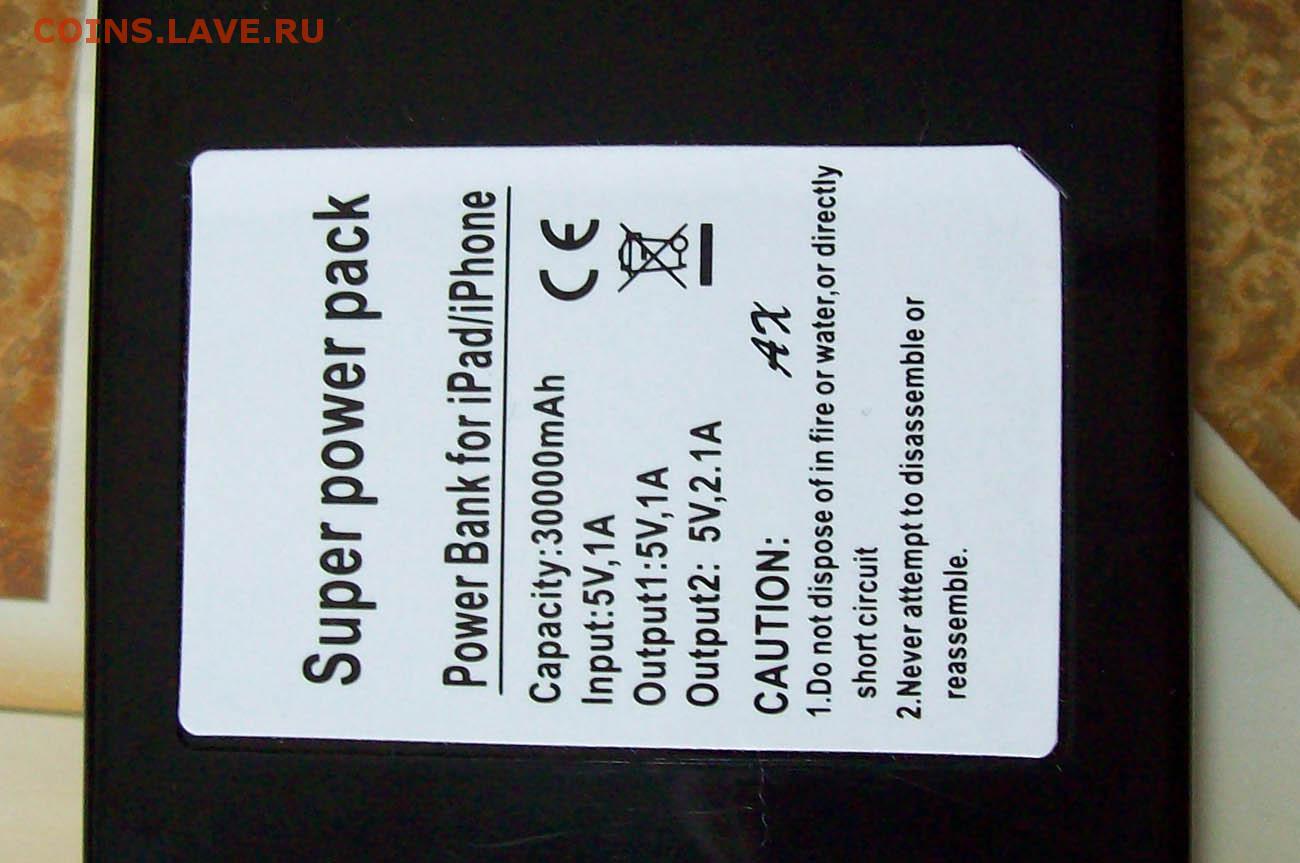 COINS.LAVE.RU
Super power pack
Power Bank for iPad/iPhone
Capacity:30000mAh
Input:5V,1A
Output1:5V,1A
Output2: 5V,2.1A
CE
AX
CAUTION:
1.Do not dispose of in fire or water,or directly
short circuit
2.Never attempt to disassemble or
reassemble.